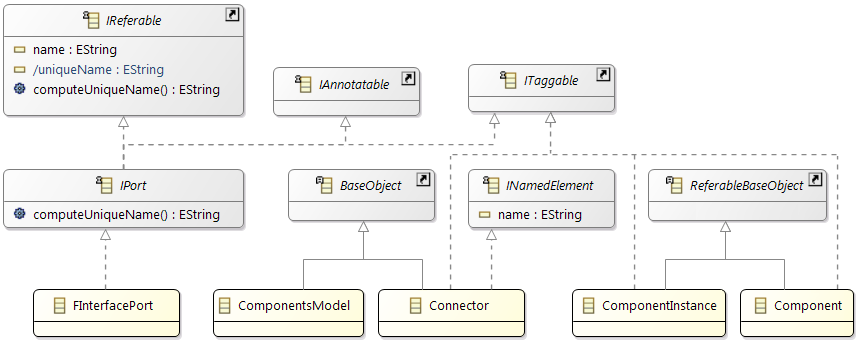 IReferable
name : EString
/uniqueName : EString
computeUniqueName() : EString
IAnnotatable
ITaggable
IPort
computeUniqueName() : EString
BaseObject
INamedElement
name : EString
ReferableBaseObject
FInterfacePort
ComponentsModel
Connector
ComponentInstance
Component